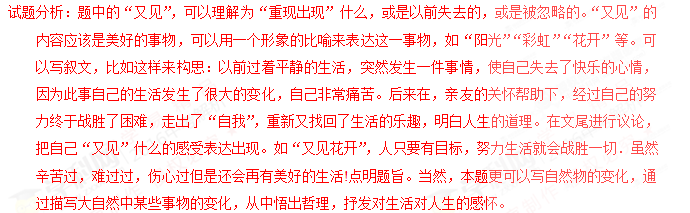 试题分析：题中的“又见”，可以理解为“重现出现”什么，或是以前失去的，或是被忽略的。“又见”的
内容应该是美好的事物，可以用一个形象的比喻来表达这一事物，如“阳光”“彩虹”“花开”等。可
以写叙文，比如这样来构思：以前过着平静的生活，突然发生一件事情，使自己失去了快乐的心情，
因为此事自己的生活发生了很大的变化，自己非常痛苦。后来在，亲友的关怀帮助下，经过自己的努
力终于战胜了困难，走出了“自我”，重新又找回了生活的乐趣，明白人生的道理。在文尾进行议论，
把自己“又见”什么的感受表达出现。如“又见花开”，人只要有目标，努力生活就会战胜一切．虽然
辛苦过，难过过，伤心过但是还会再有美好的生活!点明题旨。当然，本题更可以写自然物的变化，通
过描写大自然中某些事物的变化，从中悟出哲理，抒发对生活对人生的感怀。